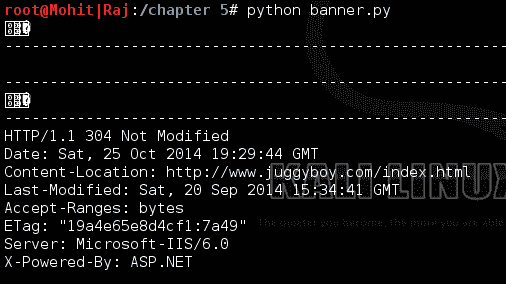 root@Mohit|Raj:/chapter 5# python banner.py
--------------------------------------------------------
--------------------------------------------------------
--------------------------------------------------------
HTTP/1.1 304 Not Modified
Date: Sat, 25 Oct 2014 19:29:44 GMT
Content-Location: http://www.juggyboy.com/index.html
Last-Modified: Sat, 20 Sep 2014 15:34:41 GMT
Accept-Ranges: bytes
ETag: "19a4e65e8d4cf1:7a49"
Server: Microsoft-IIS/6.0
X-Powered-By: ASP.NET
KALI LINUX
the quieter you become, the more you are able